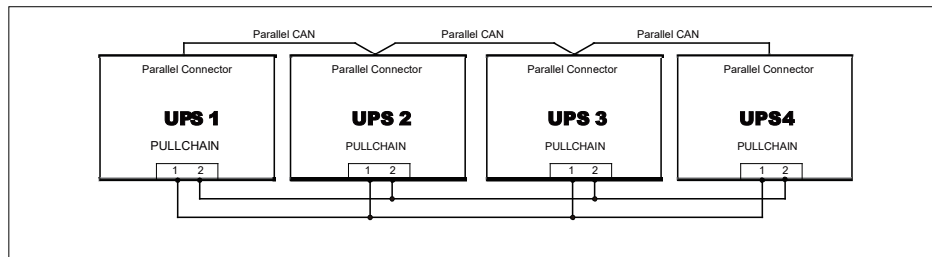 Parallel CAN Parallel CAN Parallel CAN
Parallel Connector Parallel Connector Parallel Connector Parallel Connector
UPS 1 UPS 2 UPS 3 UPS4
PULLCHAIN PULLCHAIN PULLCHAIN PULLCHAIN
1 2 1 2 1 2 1 2